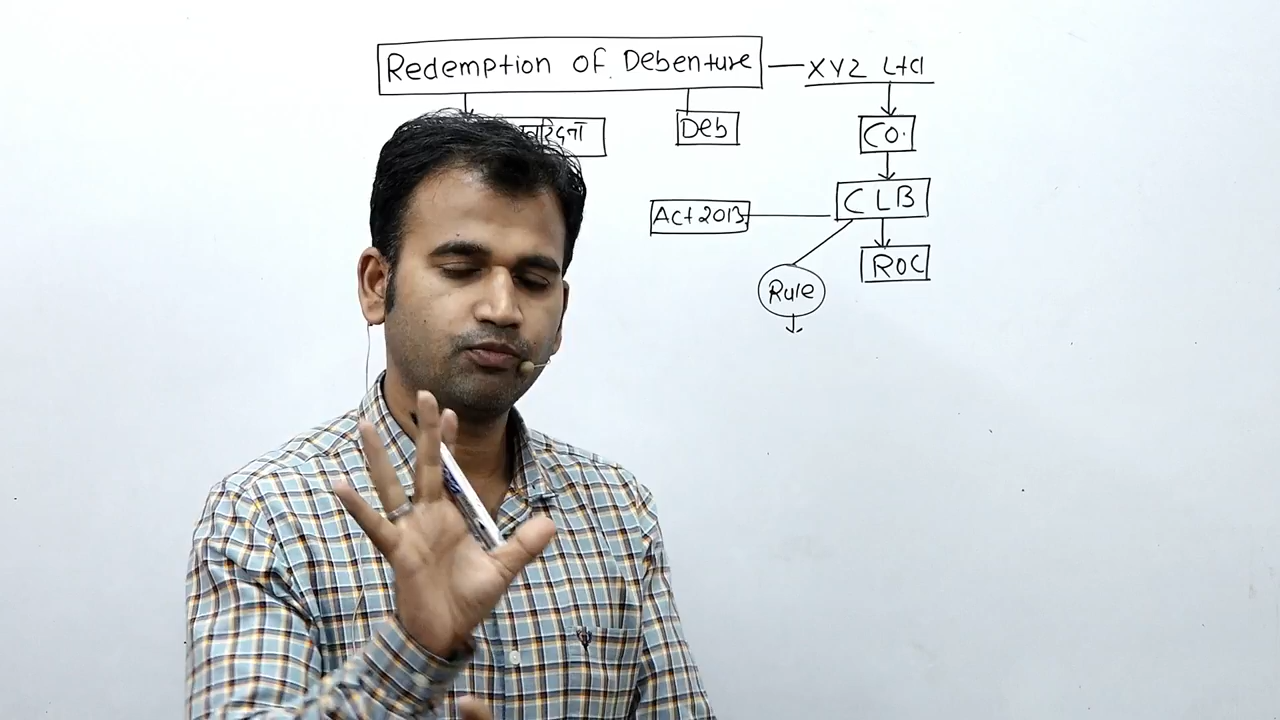 Redemption of Debenture — XYZ Ltd
Deb
Co.
CLB
Act 2013
ROC
Rule